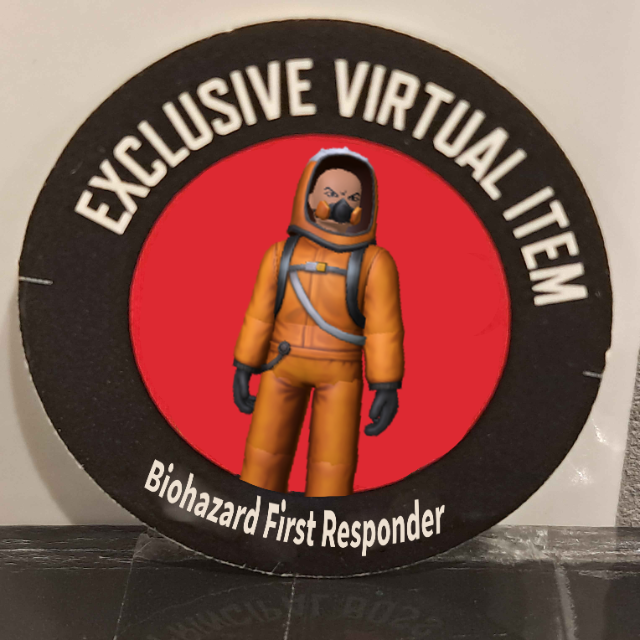 EXCLUSIVE VIRTUAL ITEM
Biohazard First Responder